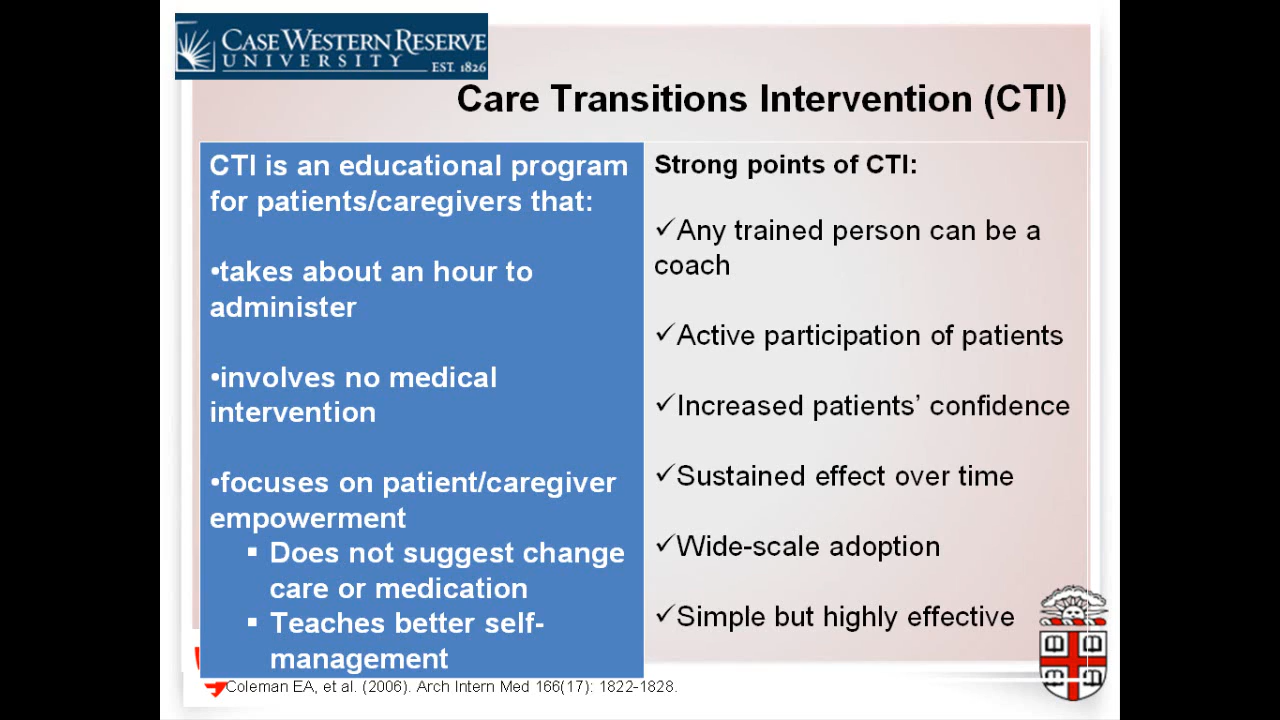 CASE WESTERN RESERVE
UNIVERSITY EST. 1826
Care Transitions Intervention (CTI)
CTI is an educational program
for patients/caregivers that:
•takes about an hour to
administer
•involves no medical
intervention
•focuses on patient/caregiver
empowerment
▪ Does not suggest change
care or medication
▪ Teaches better self-
management
Strong points of CTI:
✓Any trained person can be a
coach
✓Active participation of patients
✓Increased patients’ confidence
✓Sustained effect over time
✓Wide-scale adoption
✓Simple but highly effective
Coleman EA, et al. (2006). Arch Intern Med 166(17): 1822-1828.